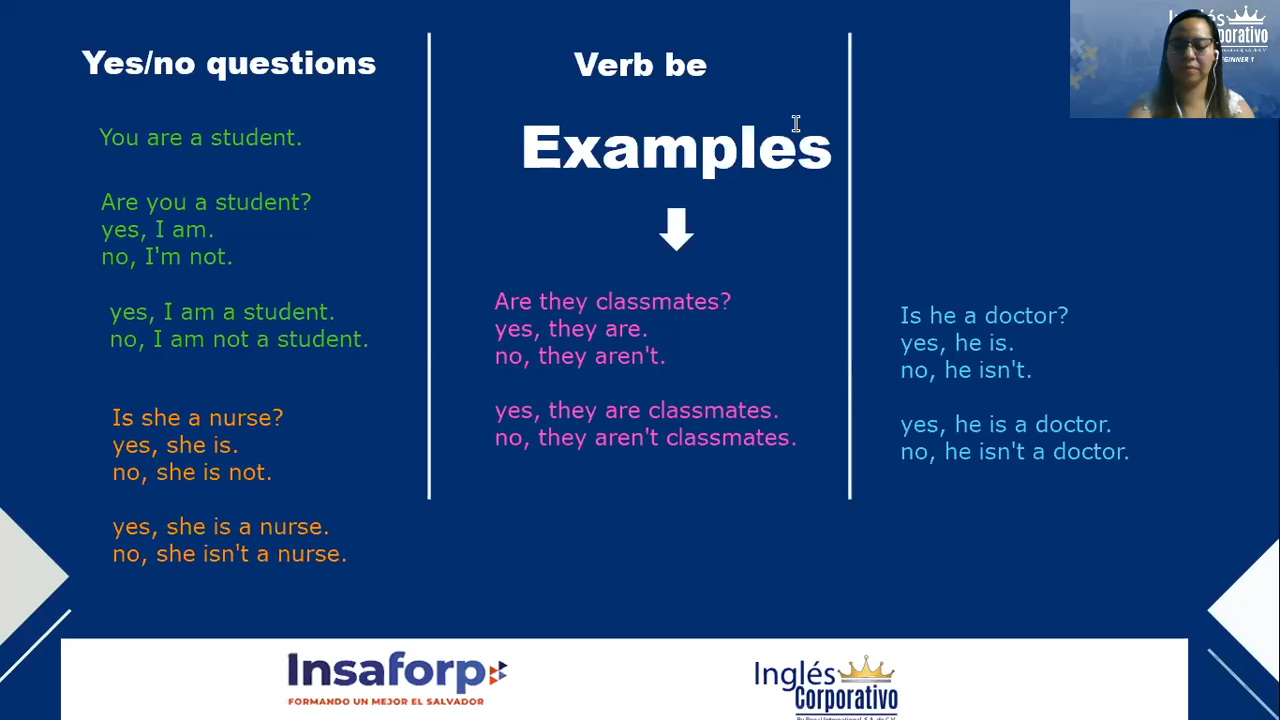 Yes/no questions
You are a student.
Are you a student?
yes, I am.
no, I'm not.
yes, I am a student.
no, I am not a student.
Is she a nurse?
yes, she is.
no, she is not.
yes, she is a nurse.
no, she isn't a nurse.
Verb be
Examples
Are they classmates?
yes, they are.
no, they aren't.
yes, they are classmates.
no, they aren't classmates.
Is he a doctor?
yes, he is.
no, he isn't.
yes, he is a doctor.
no, he isn't a doctor.
Insaforp
FORMANDO UN MEJOR EL SALVADOR
Inglés
Corporativo